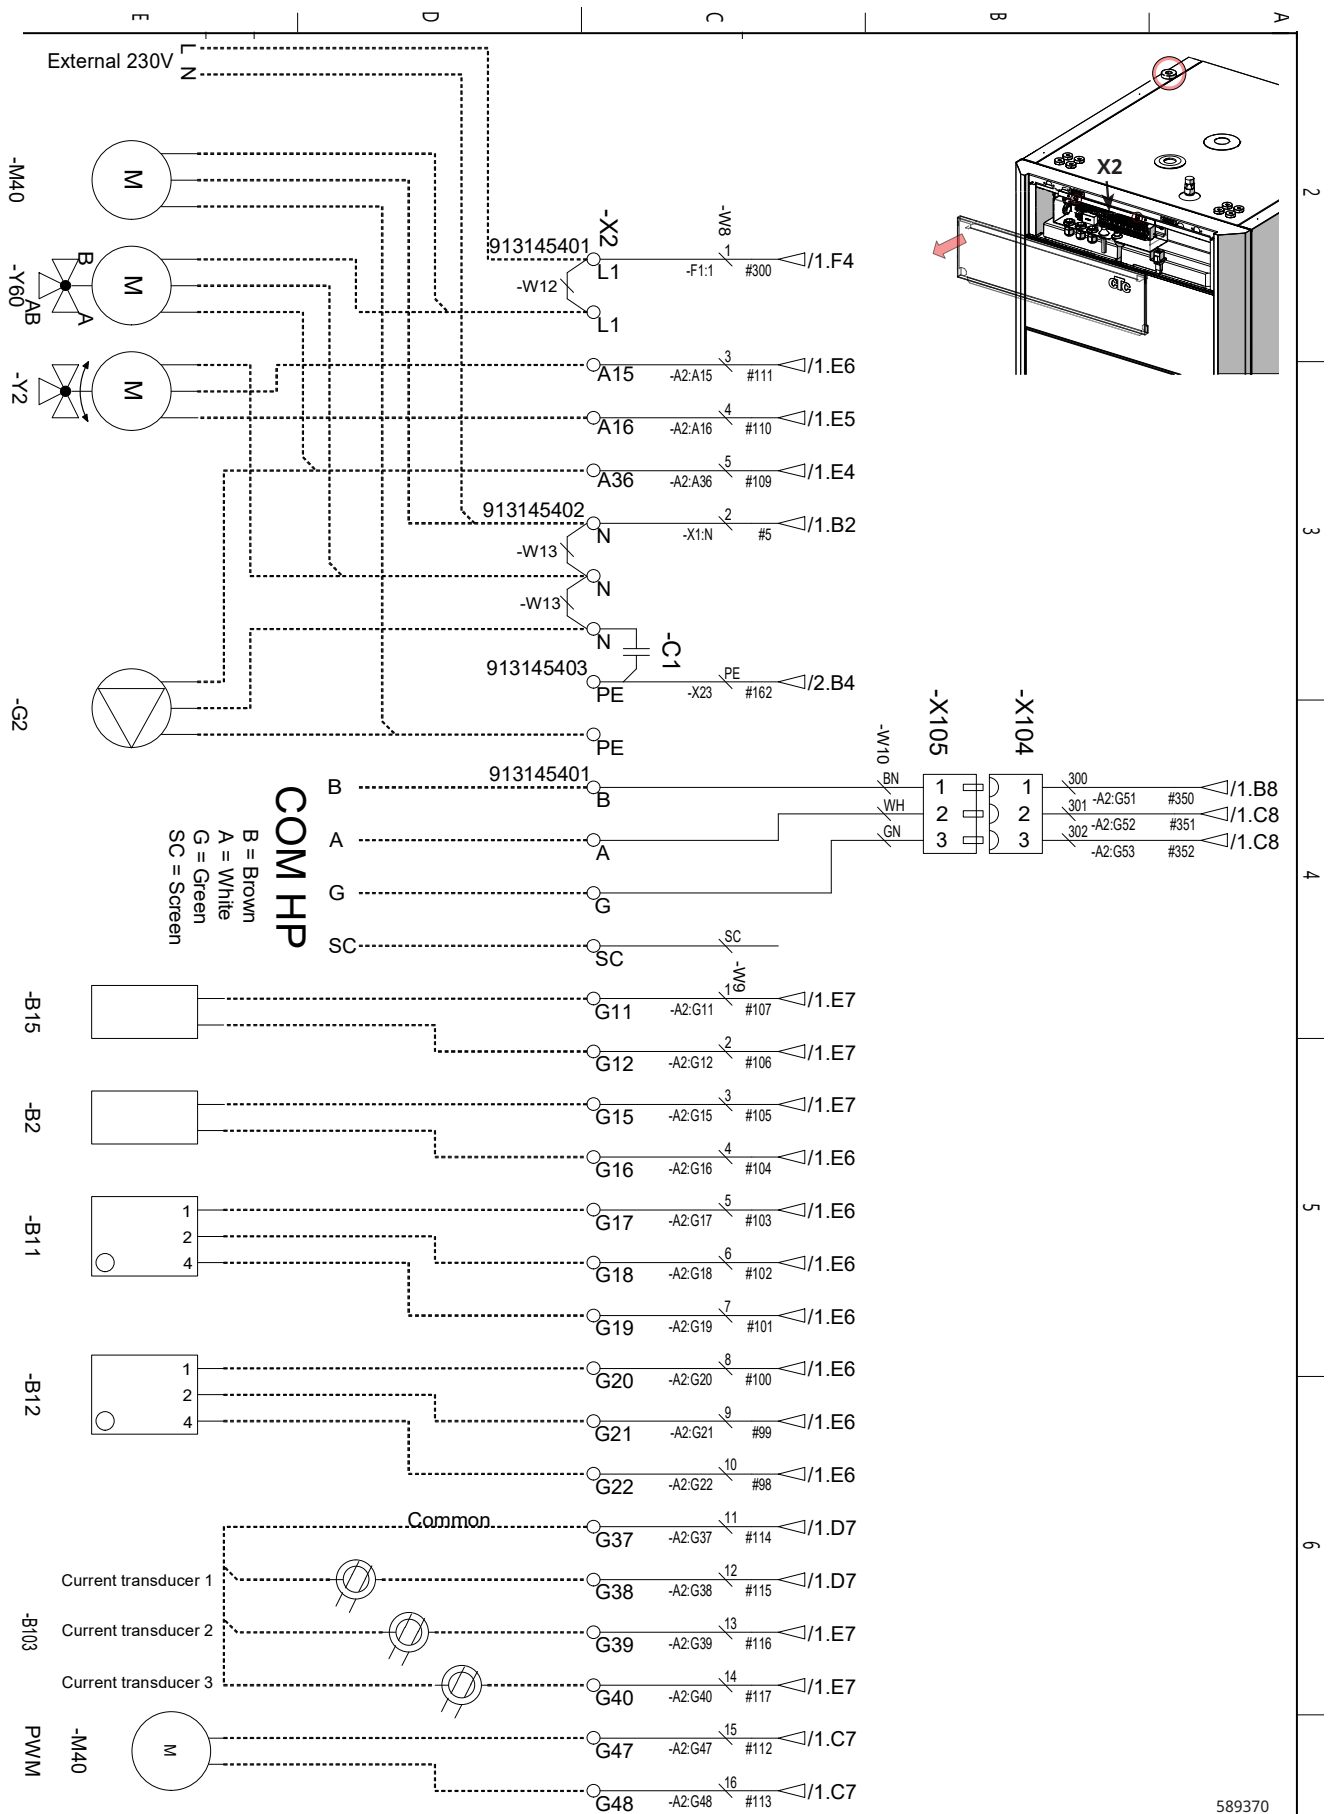 E D C B A
External 230V L
N
X2
CTC
2
-M40 M
-X2
-W8
913145401 L1 -F1:1 1 #300 /1.F4
-W12
L1
-Y60 B AB A M
A15 -A2:A15 3 #111 /1.E6
-Y2 M
A16 -A2:A16 4 #110 /1.E5
A36 -A2:A36 5 #109 /1.E4
913145402 N -X1:N 2 #5 /1.B2
3
-W13
N
-W13
N
-C1
913145403 PE -X23 PE #162 /2.B4
-G2
PE
-W10 -X105 -X104
B 913145401 B BN 1 1 300 -A2:G51 #350 /1.B8
A A WH 2 2 301 -A2:G52 #351 /1.C8
G G GN 3 3 302 -A2:G53 #352 /1.C8
4
SC SC SC
COM HP
B = Brown
A = White
G = Green
SC = Screen
-W9
-B15 G11 -A2:G11 1 #107 /1.E7
G12 -A2:G12 2 #106 /1.E7
-B2 G15 -A2:G15 3 #105 /1.E7
G16 -A2:G16 4 #104 /1.E6
-B11 1 G17 -A2:G17 5 #103 /1.E6
5
2 G18 -A2:G18 6 #102 /1.E6
4 G19 -A2:G19 7 #101 /1.E6
-B12 1 G20 -A2:G20 8 #100 /1.E6
2 G21 -A2:G21 9 #99 /1.E6
4 G22 -A2:G22 10 #98 /1.E6
Common G37 -A2:G37 11 #114 /1.D7
6
Current transducer 1 G38 -A2:G38 12 #115 /1.D7
-B103
Current transducer 2 G39 -A2:G39 13 #116 /1.E7
Current transducer 3 G40 -A2:G40 14 #117 /1.E7
PWM -M40 M G47 -A2:G47 15 #112 /1.C7
G48 -A2:G48 16 #113 /1.C7
589370